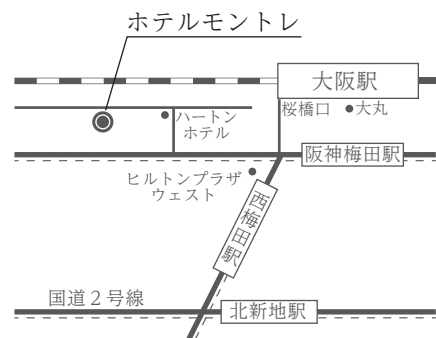 ホテルモントレ
大阪駅
桜橋口
大丸
ハートン
ホテル
阪神梅田駅
ヒルトンプラザ
ウェスト
西梅田駅
国道2号線
北新地駅